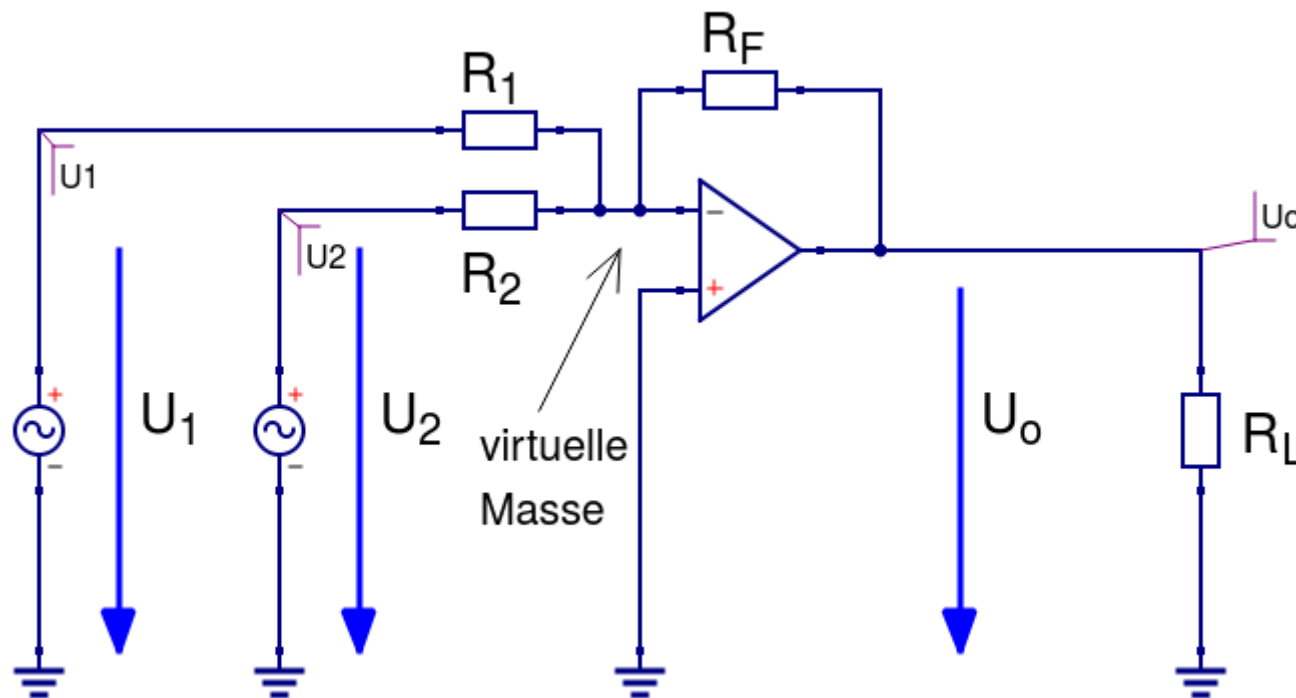 R_F
R_1
U1
U2
R_2
−
+
Uo
+
U_1
−
+
U_2
−
virtuelle
Masse
U_o
R_L